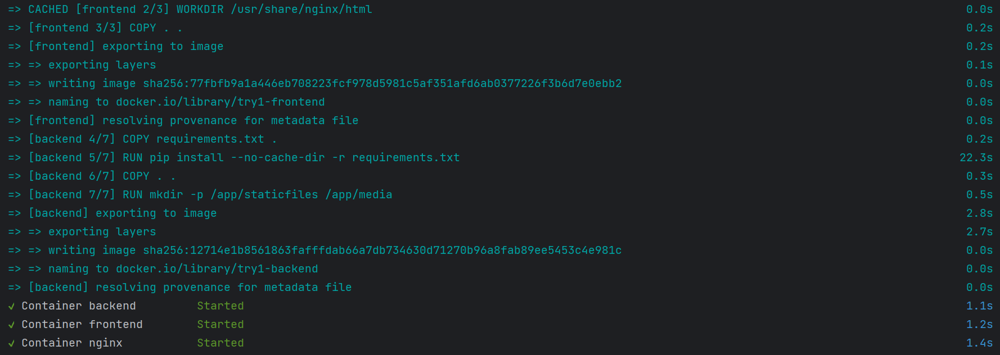 => CACHED [frontend 2/3] WORKDIR /usr/share/nginx/html 0.0s
=> [frontend 3/3] COPY . . 0.2s
=> [frontend] exporting to image 0.2s
=> => exporting layers 0.1s
=> => writing image sha256:77fbfb9a1a446eb708223fcf978d5981c5af351afd6ab0377226f3b6d7e0ebb2 0.0s
=> => naming to docker.io/library/try1-frontend 0.0s
=> [frontend] resolving provenance for metadata file 0.0s
=> [backend 4/7] COPY requirements.txt . 0.2s
=> [backend 5/7] RUN pip install --no-cache-dir -r requirements.txt 22.3s
=> [backend 6/7] COPY . . 0.3s
=> [backend 7/7] RUN mkdir -p /app/staticfiles /app/media 0.5s
=> [backend] exporting to image 2.8s
=> => exporting layers 2.7s
=> => writing image sha256:12714e1b8561863fafffdab66a7db734630d71270b96a8fab89ee5453c4e981c 0.0s
=> => naming to docker.io/library/try1-backend 0.0s
=> [backend] resolving provenance for metadata file 0.0s
✓ Container backend Started 1.1s
✓ Container frontend Started 1.2s
✓ Container nginx Started 1.4s